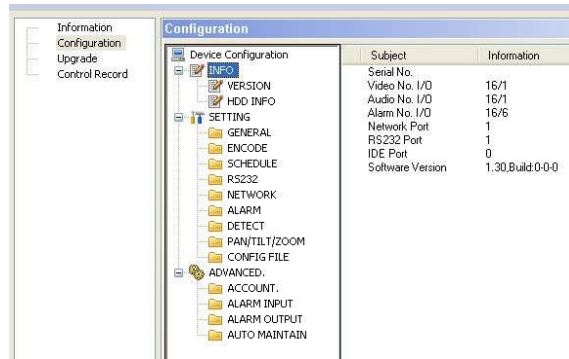 Information
Configuration
Upgrade
Control Record
Configuration
Device Configuration
INFO
VERSION
HDD INFO
SETTING
GENERAL
ENCODE
SCHEDULE
RS232
NETWORK
ALARM
DETECT
PAN/TILT/ZOOM
CONFIG FILE
ADVANCED.
ACCOUNT.
ALARM INPUT
ALARM OUTPUT
AUTO MAINTAIN
Subject Information
Serial No.
Video No. I/O 16/1
Audio No. I/O 16/1
Alarm No. I/O 16/6
Network Port 1
RS232 Port 1
IDE Port 0
Software Version 1.30,Build:0-0-0